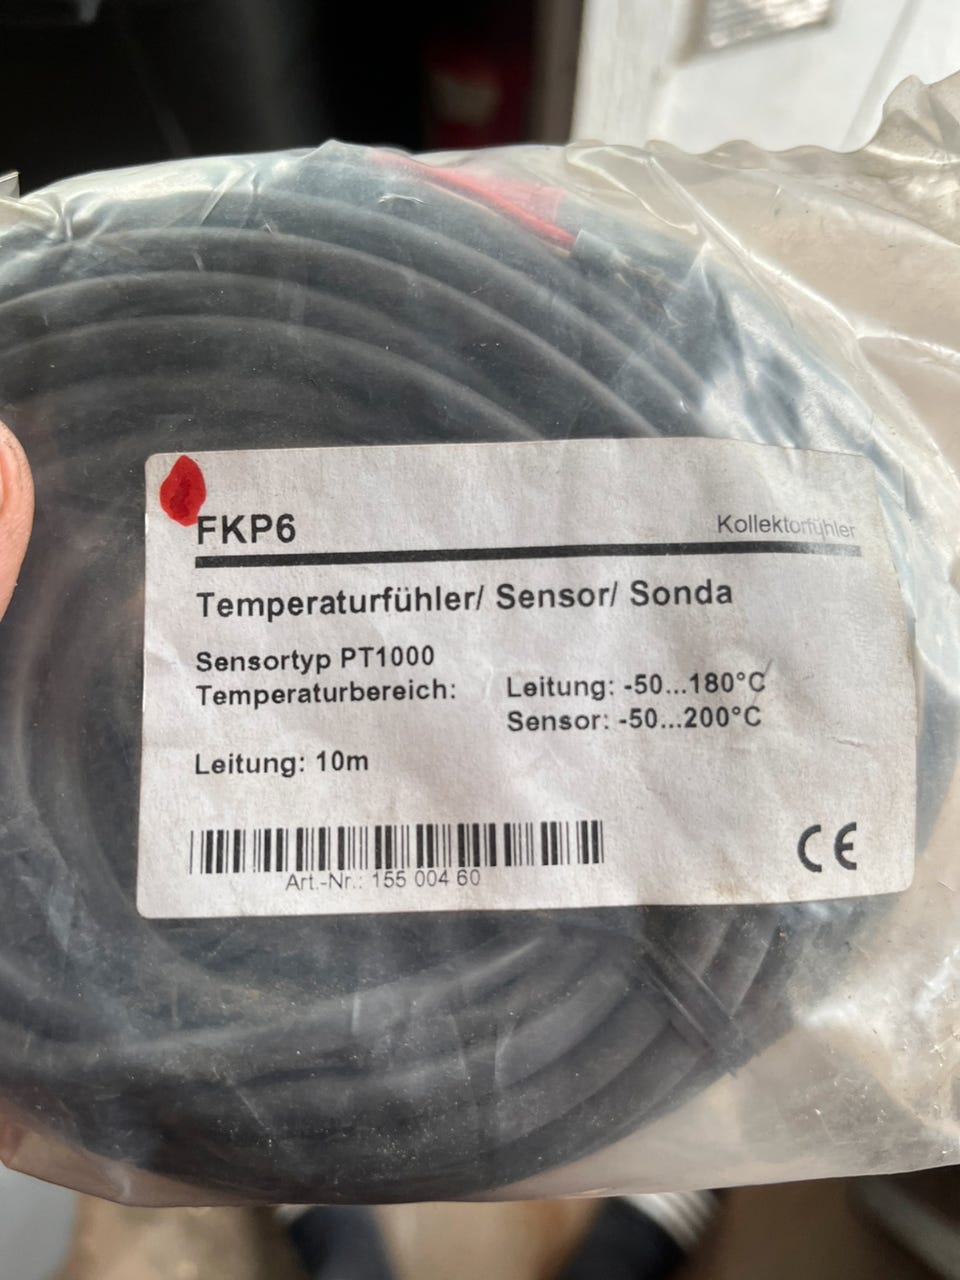 FKP6 Kollektorfühler
Temperaturfühler/ Sensor/ Sonda
Sensortyp PT1000
Temperaturbereich: Leitung: -50...180°C
Sensor: -50...200°C
Leitung: 10m
Art.-Nr.: 155 004 60
CE